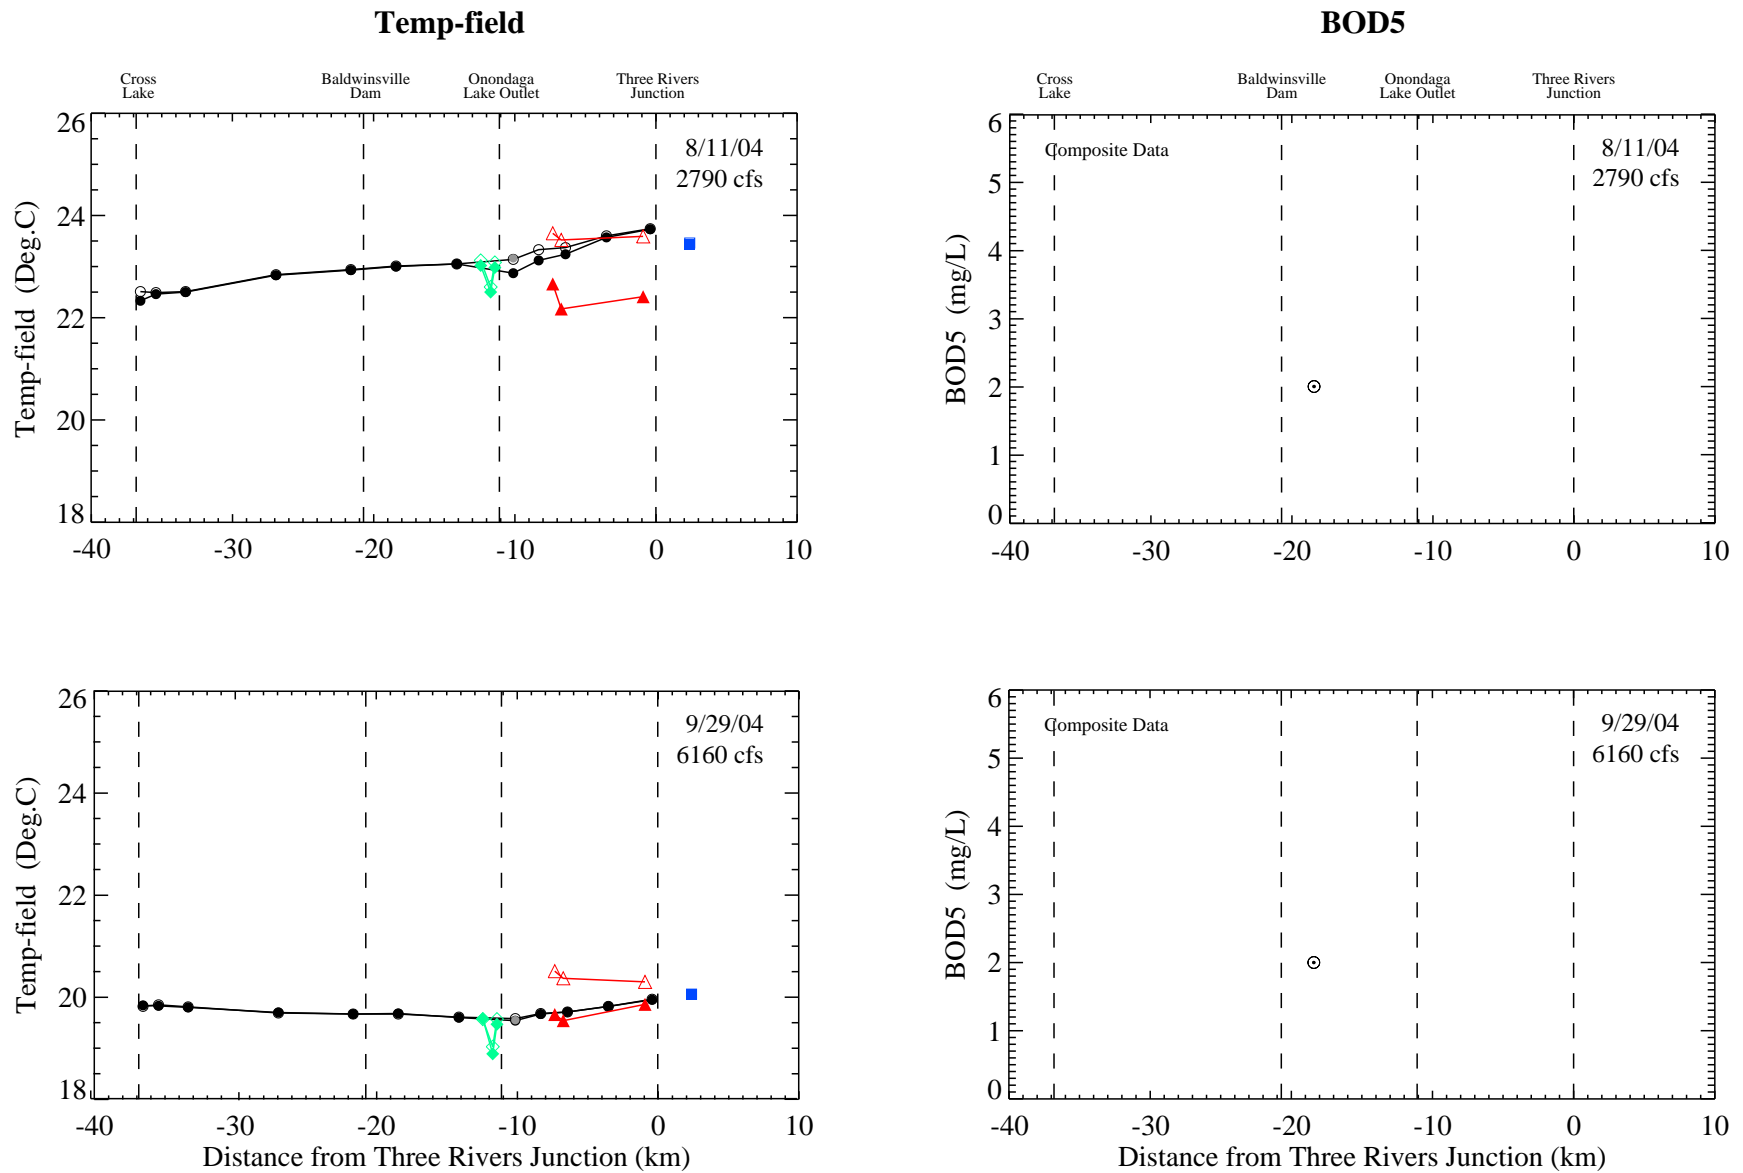 Temp-field
BOD5
Cross
Lake
Baldwinsville
Dam
Onondaga
Lake Outlet
Three Rivers
Junction
Cross
Lake
Baldwinsville
Dam
Onondaga
Lake Outlet
Three Rivers
Junction
26
24
22
20
18
Temp-field (Deg.C)
8/11/04
2790 cfs
-40
-30
-20
-10
0
10
6
5
4
3
2
1
0
BOD5 (mg/L)
Composite Data
8/11/04
2790 cfs
-40
-30
-20
-10
0
10
26
24
22
20
18
Temp-field (Deg.C)
9/29/04
6160 cfs
-40
-30
-20
-10
0
10
Distance from Three Rivers Junction (km)
6
5
4
3
2
1
0
BOD5 (mg/L)
Composite Data
9/29/04
6160 cfs
-40
-30
-20
-10
0
10
Distance from Three Rivers Junction (km)